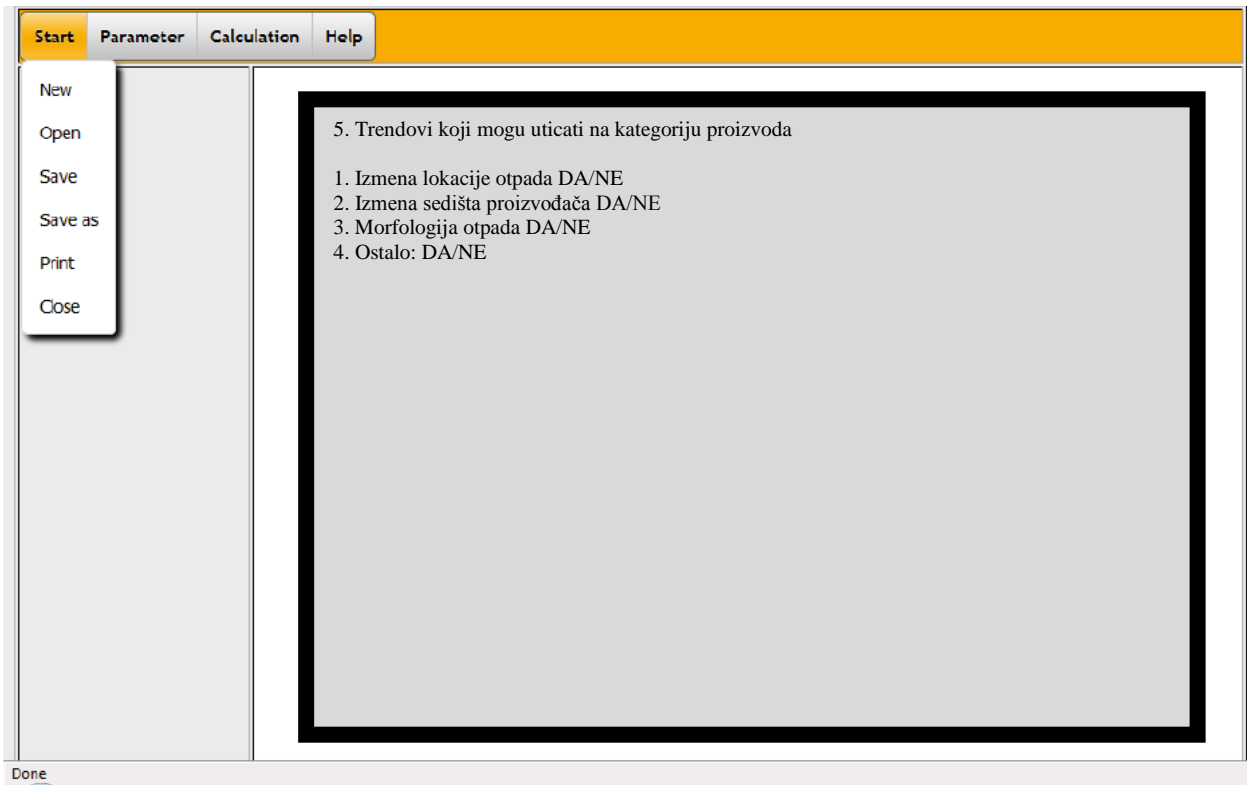 Start Parameter Calculation Help
New
Open
Save
Save as
Print
Close
5. Trendovi koji mogu uticati na kategoriju proizvoda
1. Izmena lokacije otpada DA/NE
2. Izmena sedišta proizvođača DA/NE
3. Morfologija otpada DA/NE
4. Ostalo: DA/NE
Done